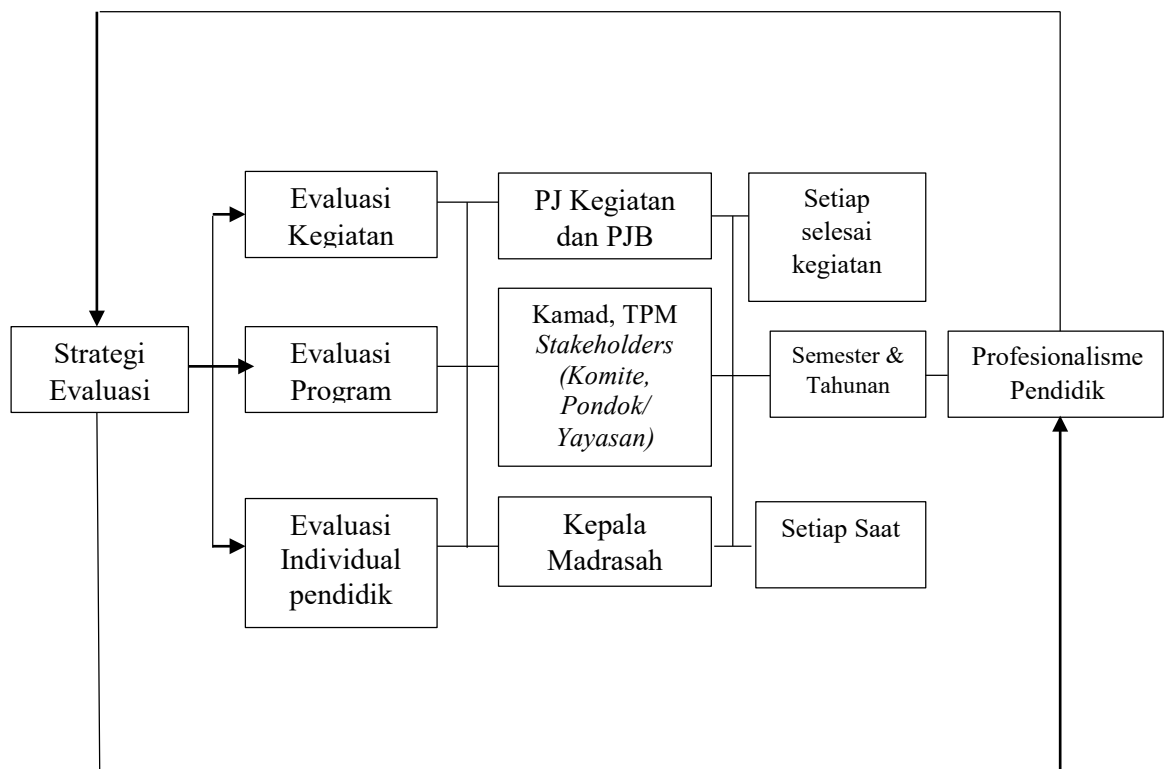 Evaluasi
Kegiatan
PJ Kegiatan
dan PJB
Setiap
selesai
kegiatan
Strategi
Evaluasi
Evaluasi
Program
Kamad, TPM
Stakeholders
(Komite,
Pondok/
Yayasan)
Semester &
Tahunan
Profesionalisme
Pendidik
Evaluasi
Individual
pendidik
Kepala
Madrasah
Setiap Saat